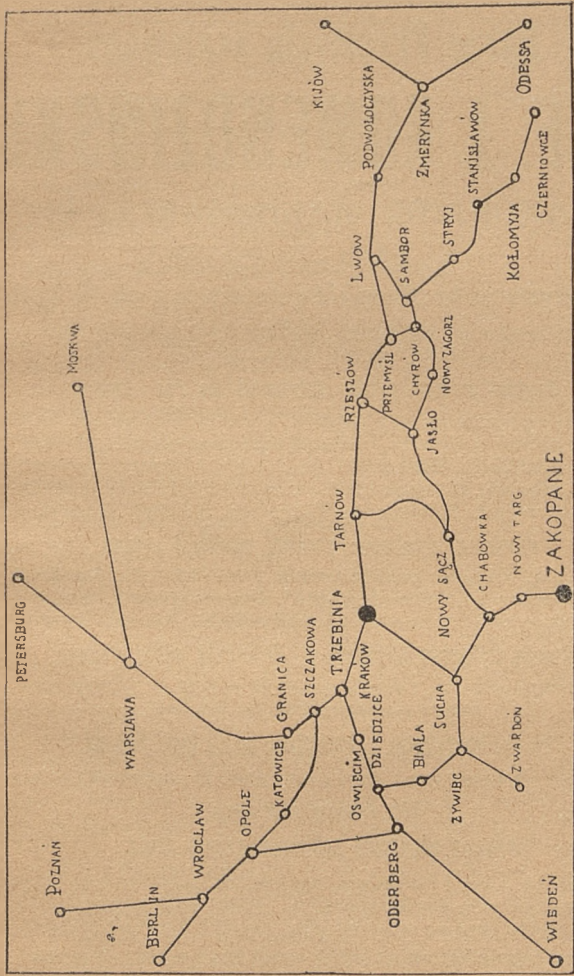 KIJÓW
ODESSA
PODWOŁOCZYSKA
ŻMERYNKA
STANISŁAWÓW
CZERNIOWCE
KOŁOMYJA
LWÓW
SAMBOR
STRYJ
MOSKWA
RZESZÓW
PRZEMYŚL
CHYRÓW
NOWY ZAGÓRZ
JASŁO
TARNÓW
NOWY SĄCZ
CHABÓWKA
NOWY TARG
ZAKOPANE
PETERSBURG
WARSZAWA
GRANICA
SZCZAKOWA
TRZEBINIA
KRAKÓW
SUCHA
KATOWICE
OŚWIĘCIM
DZIEDZICE
BIAŁA
ŻYWIEC
ZWARDOŃ
POZNAŃ
BERLIN
WROCŁAW
OPOLE
ODERBERG
WIEDEŃ